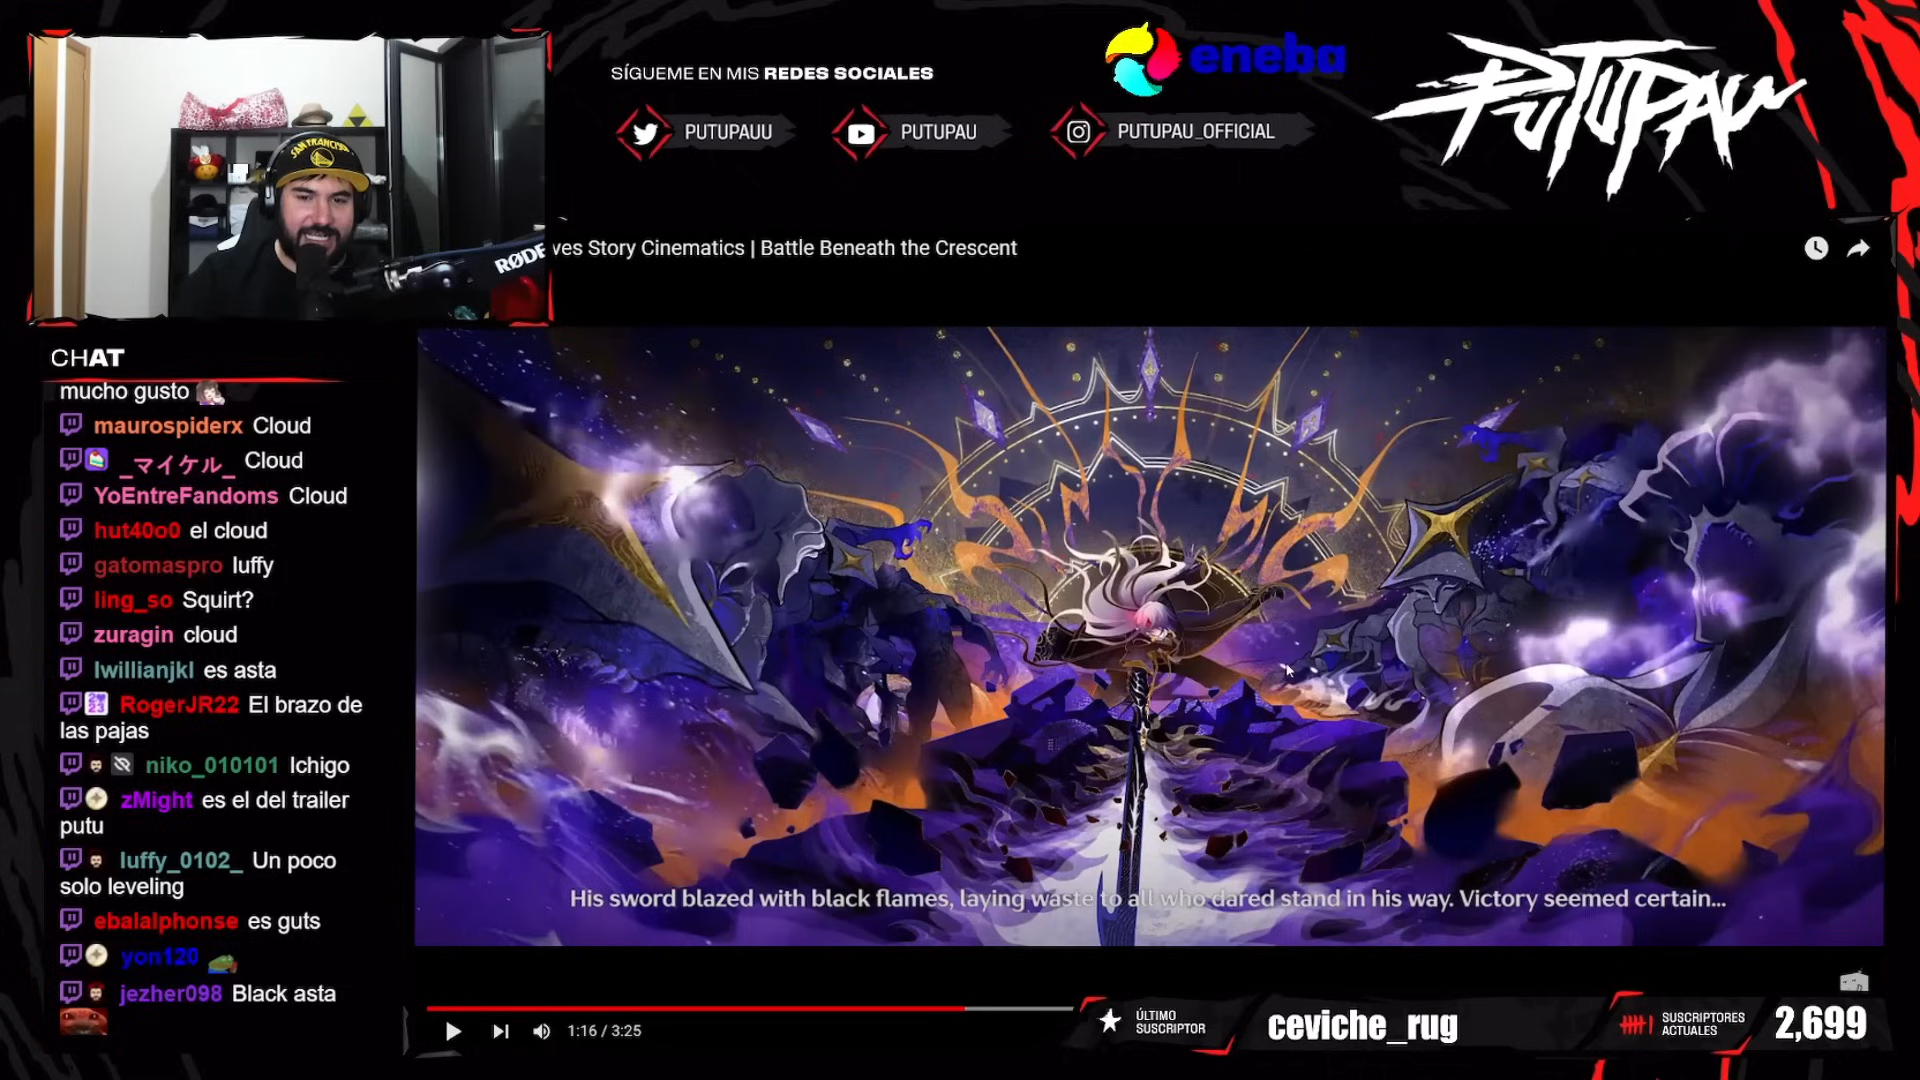 SÍGUEME EN MIS REDES SOCIALES
eneba
PUTUPAU
PUTUPAUU
PUTUPAU
PUTUPAU_OFFICIAL
SAN FRANCISCO
RØDE
ves Story Cinematics | Battle Beneath the Crescent
CHAT
mucho gusto
maurospiderx Cloud
_マイケル_ Cloud
YoEntreFandoms Cloud
hut40o0 el cloud
gatomaspro luffy
ling_so Squirt?
zuragin cloud
lwillianjkl es asta
RogerJR22 El brazo de
las pajas
niko_010101 Ichigo
zMight es el del trailer
putu
luffy_0102_ Un poco
solo leveling
ebalalphonse es guts
yon120
jezher098 Black asta
His sword blazed with black flames, laying waste to all who dared stand in his way. Victory seemed certain...
1:16 / 3:25
ÚLTIMO
SUSCRIPTOR
ceviche_rug
SUSCRIPTORES
ACTUALES
2,699